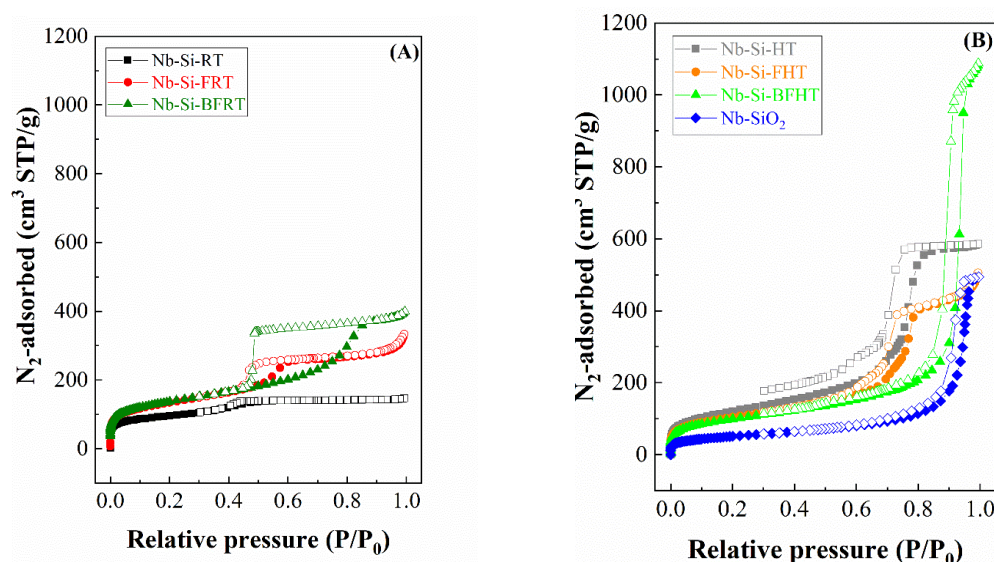 (A)
Nb-Si-RT
Nb-Si-FRT
Nb-Si-BFRT
1200
1000
800
600
400
200
0
N₂-adsorbed (cm³ STP/g)
0.0 0.2 0.4 0.6 0.8 1.0
Relative pressure (P/P₀)
(B)
Nb-Si-HT
Nb-Si-FHT
Nb-Si-BFHT
Nb-SiO₂
1200
1000
800
600
400
200
0
N₂-adsorbed (cm³ STP/g)
0.0 0.2 0.4 0.6 0.8 1.0
Relative pressure (P/P₀)